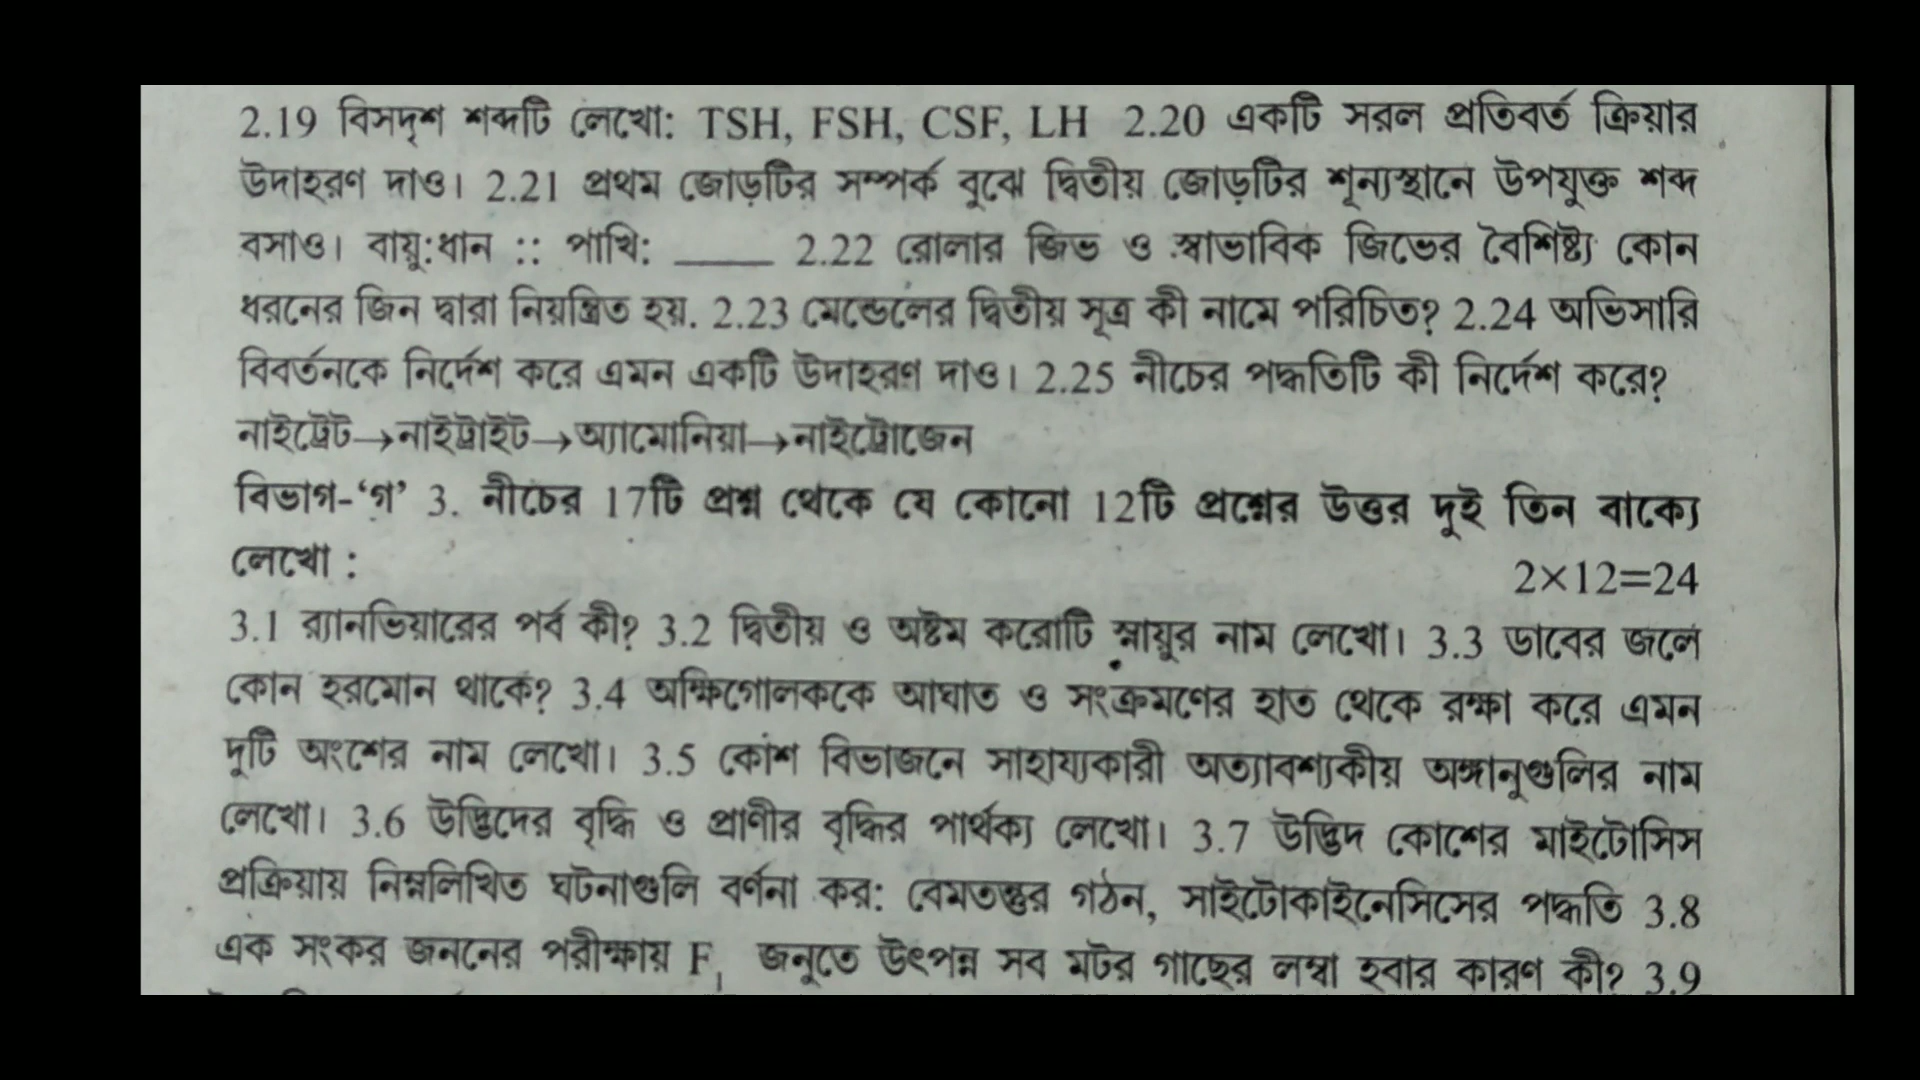 2.19 বিসদৃশ শব্দটি লেখো: TSH, FSH, CSF, LH 2.20 একটি সরল প্রতিবর্ত ক্রিয়ার
উদাহরণ দাও। 2.21 প্রথম জোড়টির সম্পর্ক বুঝে দ্বিতীয় জোড়টির শূন্যস্থানে উপযুক্ত শব্দ
বসাও। বায়ু:ধান :: পাখি: _____ 2.22 রোলার জিভ ও স্বাভাবিক জিভের বৈশিষ্ট্য কোন
ধরনের জিন দ্বারা নিয়ন্ত্রিত হয়. 2.23 মেন্ডেলের দ্বিতীয় সূত্র কী নামে পরিচিত? 2.24 অভিসারি
বিবর্তনকে নির্দেশ করে এমন একটি উদাহরণ দাও। 2.25 নীচের পদ্ধতিটি কী নির্দেশ করে?
নাইট্রেট→নাইট্রাইট→অ্যামোনিয়া→নাইট্রোজেন
বিভাগ-‘গ’ 3. নীচের 17টি প্রশ্ন থেকে যে কোনো 12টি প্রশ্নের উত্তর দুই তিন বাক্যে
লেখো : 2×12=24
3.1 র‍্যানভিয়ারের পর্ব কী? 3.2 দ্বিতীয় ও অষ্টম করোটি স্নায়ুর নাম লেখো। 3.3 ডাবের জলে
কোন হরমোন থাকে? 3.4 অক্ষিগোলককে আঘাত ও সংক্রমণের হাত থেকে রক্ষা করে এমন
দুটি অংশের নাম লেখো। 3.5 কোশ বিভাজনে সাহায্যকারী অত্যাবশ্যকীয় অঙ্গানুগুলির নাম
লেখো। 3.6 উদ্ভিদের বৃদ্ধি ও প্রাণীর বৃদ্ধির পার্থক্য লেখো। 3.7 উদ্ভিদ কোশের মাইটোসিস
প্রক্রিয়ায় নিম্নলিখিত ঘটনাগুলি বর্ণনা কর: বেমতন্তুর গঠন, সাইটোকাইনেসিসের পদ্ধতি 3.8
এক সংকর জননের পরীক্ষায় F₁ জনুতে উৎপন্ন সব মটর গাছের লম্বা হবার কারণ কী? 3.9